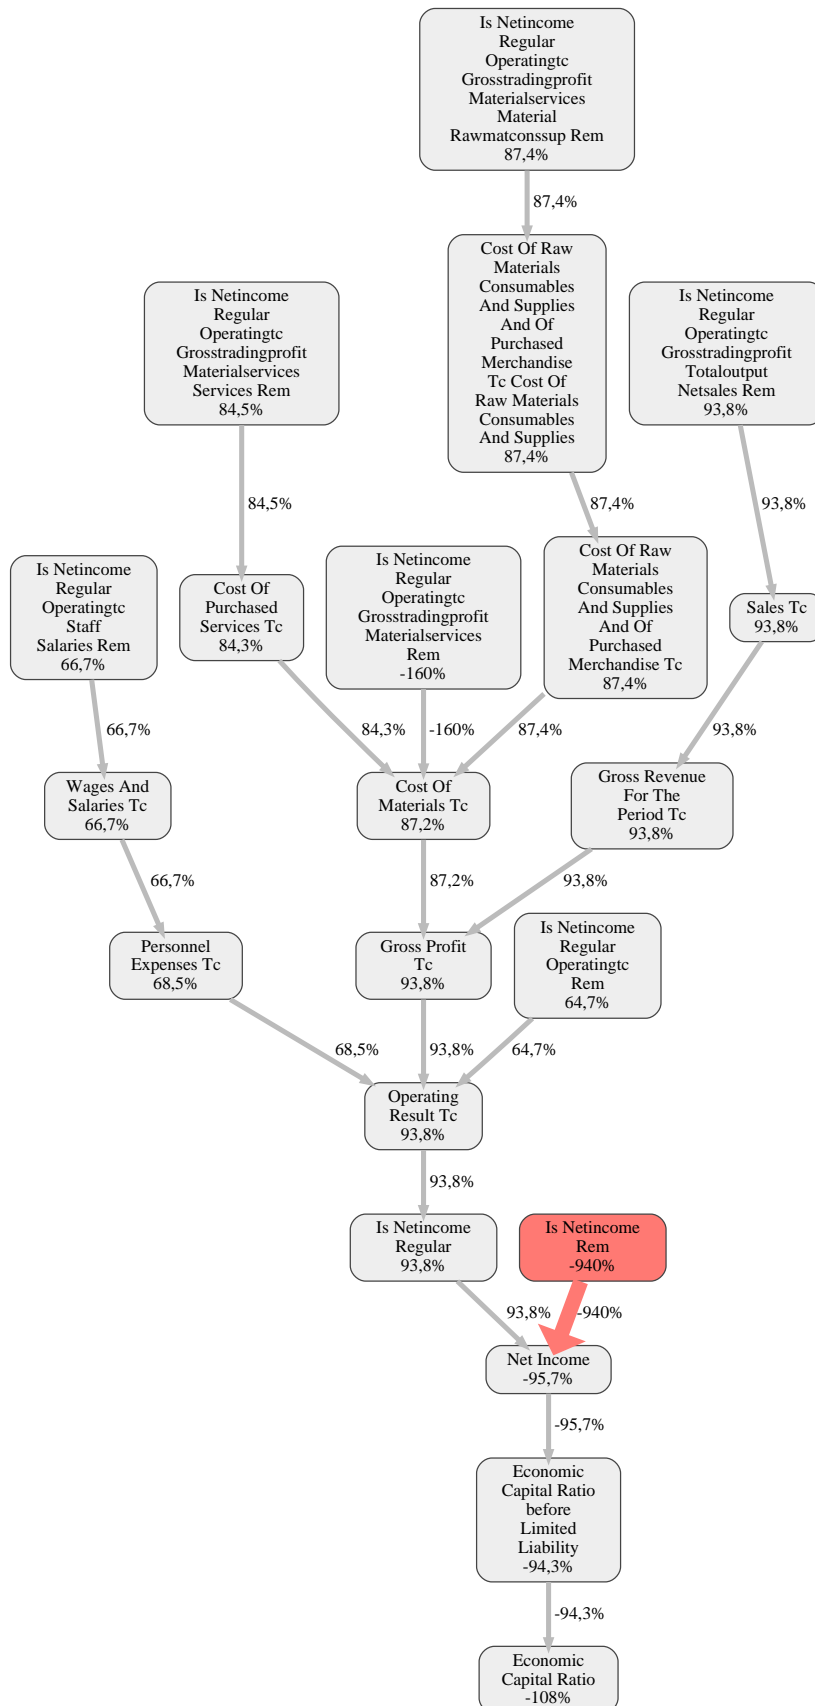 Is Netincome
Regular
Operatingtc
Grosstradingprofit
Materialservices
Material
Rawmatconssup Rem
87,4%
87,4%
Cost Of Raw
Materials
Consumables
And Supplies
And Of
Purchased
Merchandise
Tc Cost Of
Raw Materials
Consumables
And Supplies
87,4%
Is Netincome
Regular
Operatingtc
Grosstradingprofit
Materialservices
Services Rem
84,5%
Is Netincome
Regular
Operatingtc
Grosstradingprofit
Totaloutput
Netsales Rem
93,8%
84,5%
87,4%
93,8%
Is Netincome
Regular
Operatingtc
Staff
Salaries Rem
66,7%
Cost Of
Purchased
Services Tc
84,3%
Is Netincome
Regular
Operatingtc
Grosstradingprofit
Materialservices
Rem
-160%
Cost Of Raw
Materials
Consumables
And Supplies
And Of
Purchased
Merchandise Tc
87,4%
Sales Tc
93,8%
66,7%
84,3%
-160%
87,4%
93,8%
Wages And
Salaries Tc
66,7%
Cost Of
Materials Tc
87,2%
Gross Revenue
For The
Period Tc
93,8%
66,7%
87,2%
93,8%
Personnel
Expenses Tc
68,5%
Gross Profit
Tc
93,8%
Is Netincome
Regular
Operatingtc
Rem
64,7%
68,5%
93,8%
64,7%
Operating
Result Tc
93,8%
93,8%
Is Netincome
Regular
93,8%
Is Netincome
Rem
-940%
93,8%
-940%
Net Income
-95,7%
-95,7%
Economic
Capital Ratio
before
Limited
Liability
-94,3%
-94,3%
Economic
Capital Ratio
-108%